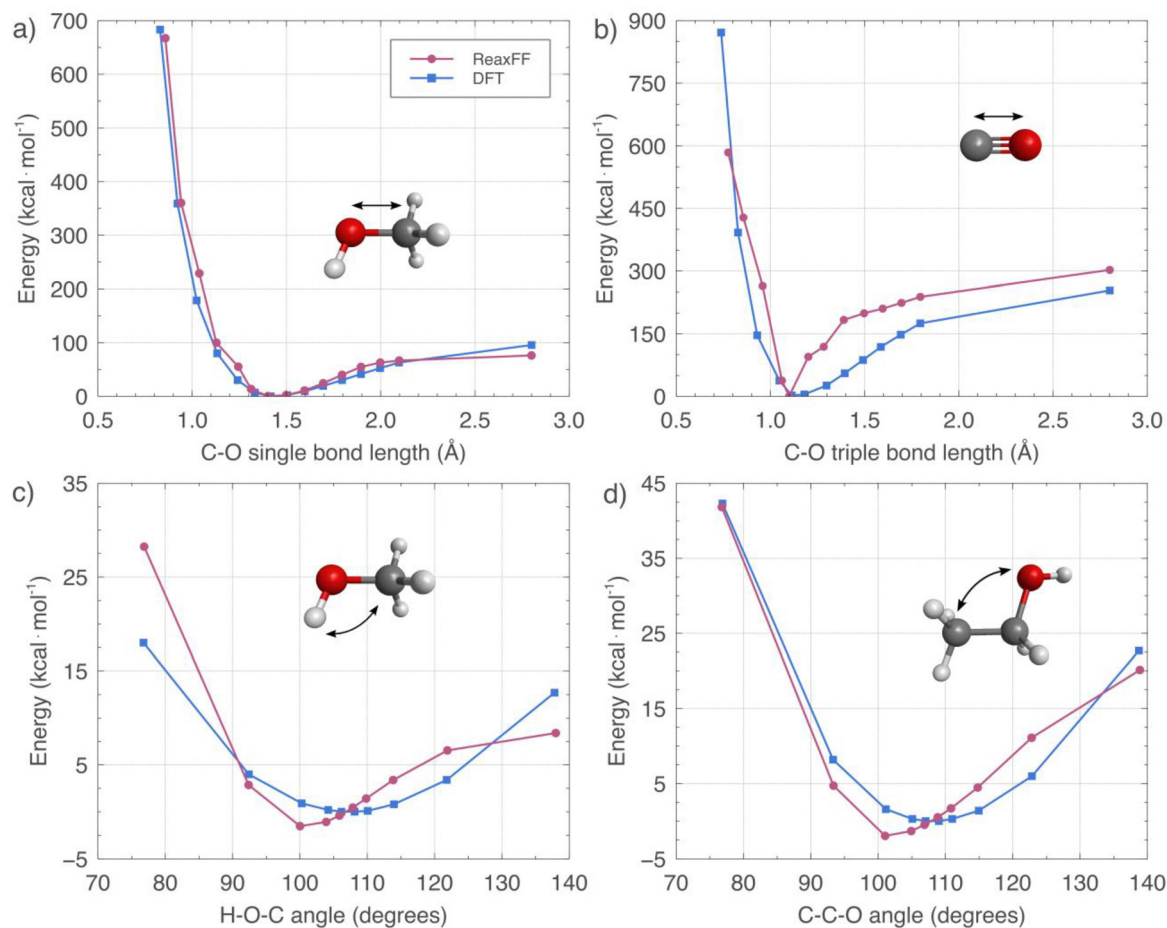 a)
700
600
500
400
300
200
100
0
Energy (kcal·mol⁻¹)
ReaxFF
DFT
0.5 1.0 1.5 2.0 2.5 3.0
C-O single bond length (Å)
b)
900
750
600
450
300
150
0
Energy (kcal·mol⁻¹)
0.5 1.0 1.5 2.0 2.5 3.0
C-O triple bond length (Å)
c)
35
25
15
5
−5
Energy (kcal·mol⁻¹)
70 80 90 100 110 120 130 140
H-O-C angle (degrees)
d)
45
35
25
15
5
−5
Energy (kcal·mol⁻¹)
70 80 90 100 110 120 130 140
C-C-O angle (degrees)